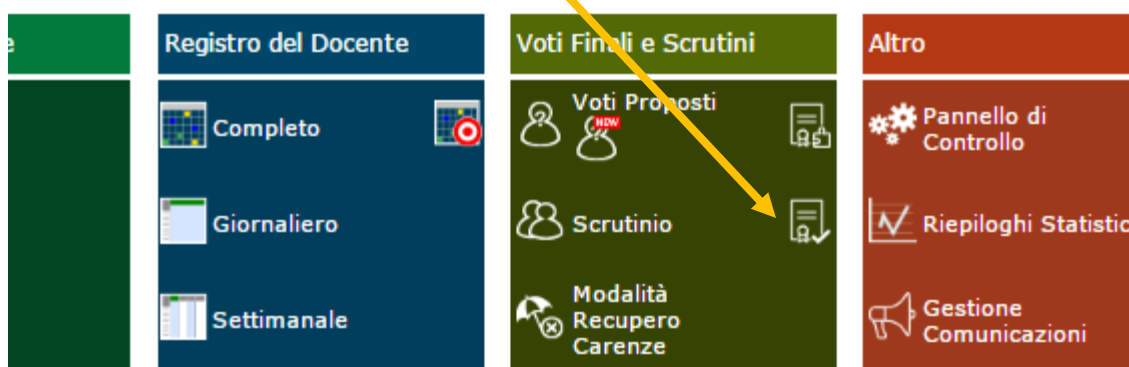 e
Registro del Docente
Voti Finali e Scrutini
Altro
Completo
Voti Proposti
NEW
Pannello di
Controllo
Giornaliero
Scrutinio
Riepiloghi Statistic
Settimanale
Modalità
Recupero
Carenze
Gestione
Comunicazioni